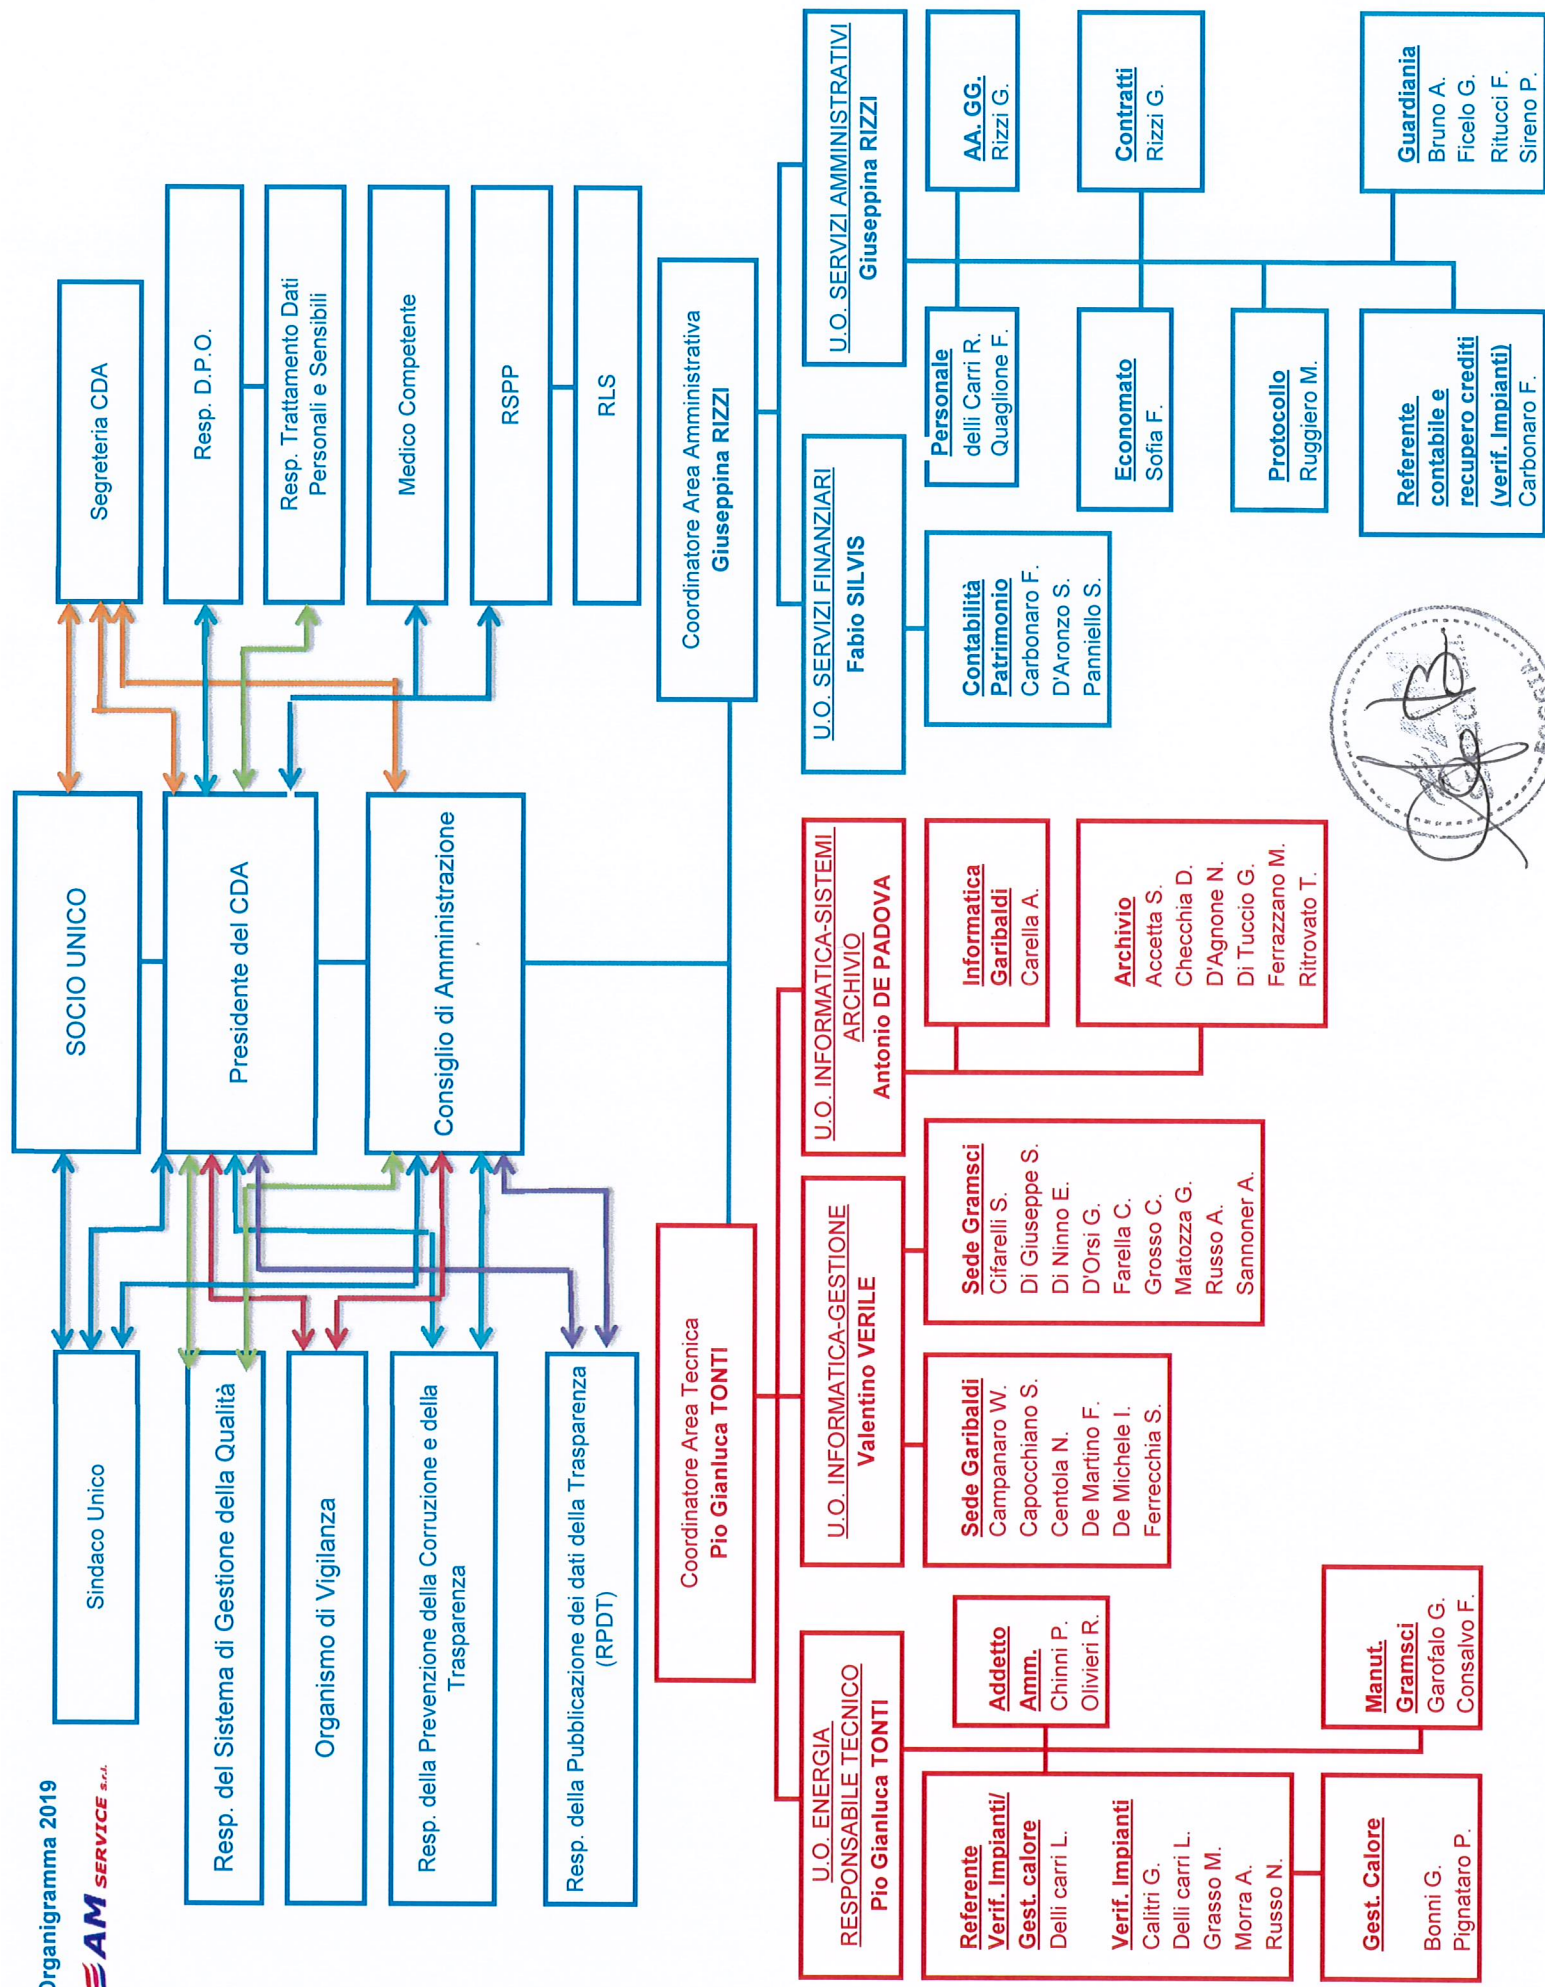 Organigramma 2019
AM SERVICE s.r.l.
SOCIO UNICO
Segreteria CDA
Sindaco Unico
Presidente del CDA
Resp. D.P.O.
Resp. del Sistema di Gestione della Qualità
Resp. Trattamento Dati
Personali e Sensibili
Organismo di Vigilanza
Consiglio di Amministrazione
Medico Competente
Resp. della Prevenzione della Corruzione e della
Trasparenza
RSPP
Resp. della Pubblicazione dei dati della Trasparenza
(RPDT)
RLS
Coordinatore Area Tecnica
Pio Gianluca TONTI
Coordinatore Area Amministrativa
Giuseppina RIZZI
U.O. ENERGIA
RESPONSABILE TECNICO
Pio Gianluca TONTI
U.O. INFORMATICA-GESTIONE
Valentino VERILE
U.O. INFORMATICA-SISTEMI
ARCHIVIO
Antonio DE PADOVA
U.O. SERVIZI FINANZIARI
Fabio SILVIS
U.O. SERVIZI AMMINISTRATIVI
Giuseppina RIZZI
Referente
Verif. Impianti/
Gest. calore
Delli carri L.
Verif. Impianti
Calitri G.
Delli carri L.
Grasso M.
Morra A.
Russo N.
Addetto
Amm.
Chinni P.
Olivieri R.
Gest. Calore
Bonni G.
Pignataro P.
Manut.
Gramsci
Garofalo G.
Consalvo F.
Sede Garibaldi
Campanaro W.
Capocchiano S.
Centola N.
De Martino F.
De Michele I.
Ferrecchia S.
Sede Gramsci
Cifarelli S.
Di Giuseppe S.
Di Ninno E.
D'Orsi G.
Farella C.
Grosso C.
Matozza G.
Russo A.
Sannoner A.
Informatica
Garibaldi
Carella A.
Archivio
Accetta S.
Checchia D.
D'Agnone N.
Di Tuccio G.
Ferrazzano M.
Ritrovato T.
Contabilità
Patrimonio
Carbonaro F.
D'Aronzo S.
Panniello S.
Personale
delli Carri R.
Quaglione F.
AA. GG.
Rizzi G.
Economato
Sofia F.
Contratti
Rizzi G.
Protocollo
Ruggiero M.
Referente
contabile e
recupero crediti
(verif. Impianti)
Carbonaro F.
Guardiania
Bruno A.
Ficelo G.
Ritucci F.
Sireno P.